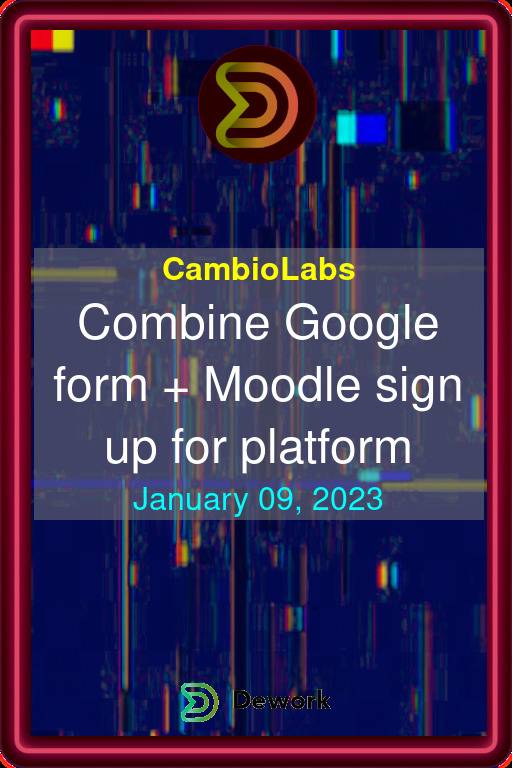 CambioLabs
Combine Google
form + Moodle sign
up for platform
January 09, 2023
Dework